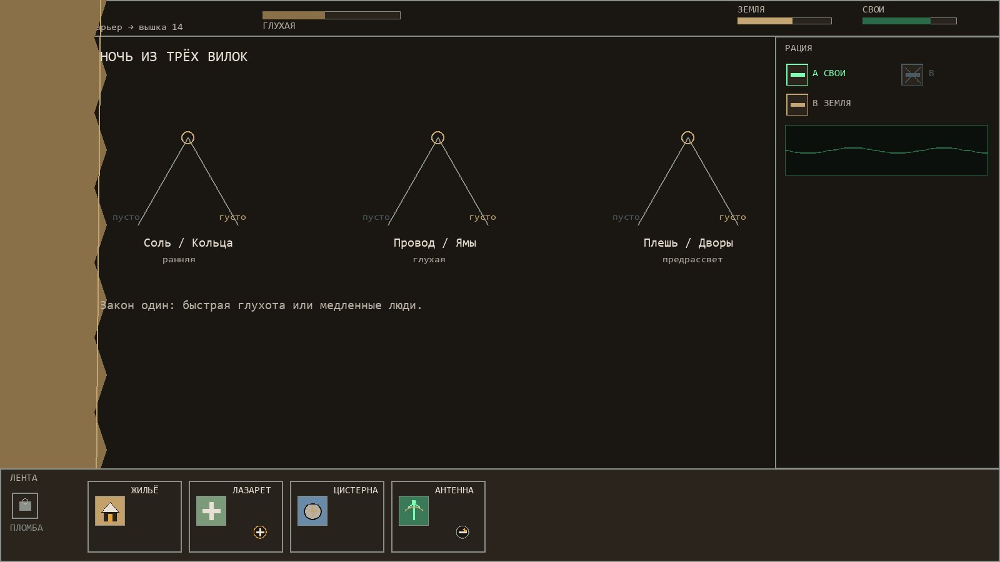 арьер → вышка 14
ГЛУХАЯ
ЗЕМЛЯ
СВОИ
НОЧЬ ИЗ ТРЁХ ВИЛОК
пусто
густо
Соль / Кольца
ранняя
пусто
густо
Провод / Ямы
глухая
пусто
густо
Плешь / Дворы
предрассвет
Закон один: быстрая глухота или медленные люди.
РАЦИЯ
А СВОИ
В
В ЗЕМЛЯ
ЛЕНТА
ПЛОМБА
ЖИЛЬЁ
ЛАЗАРЕТ
ЦИСТЕРНА
АНТЕННА